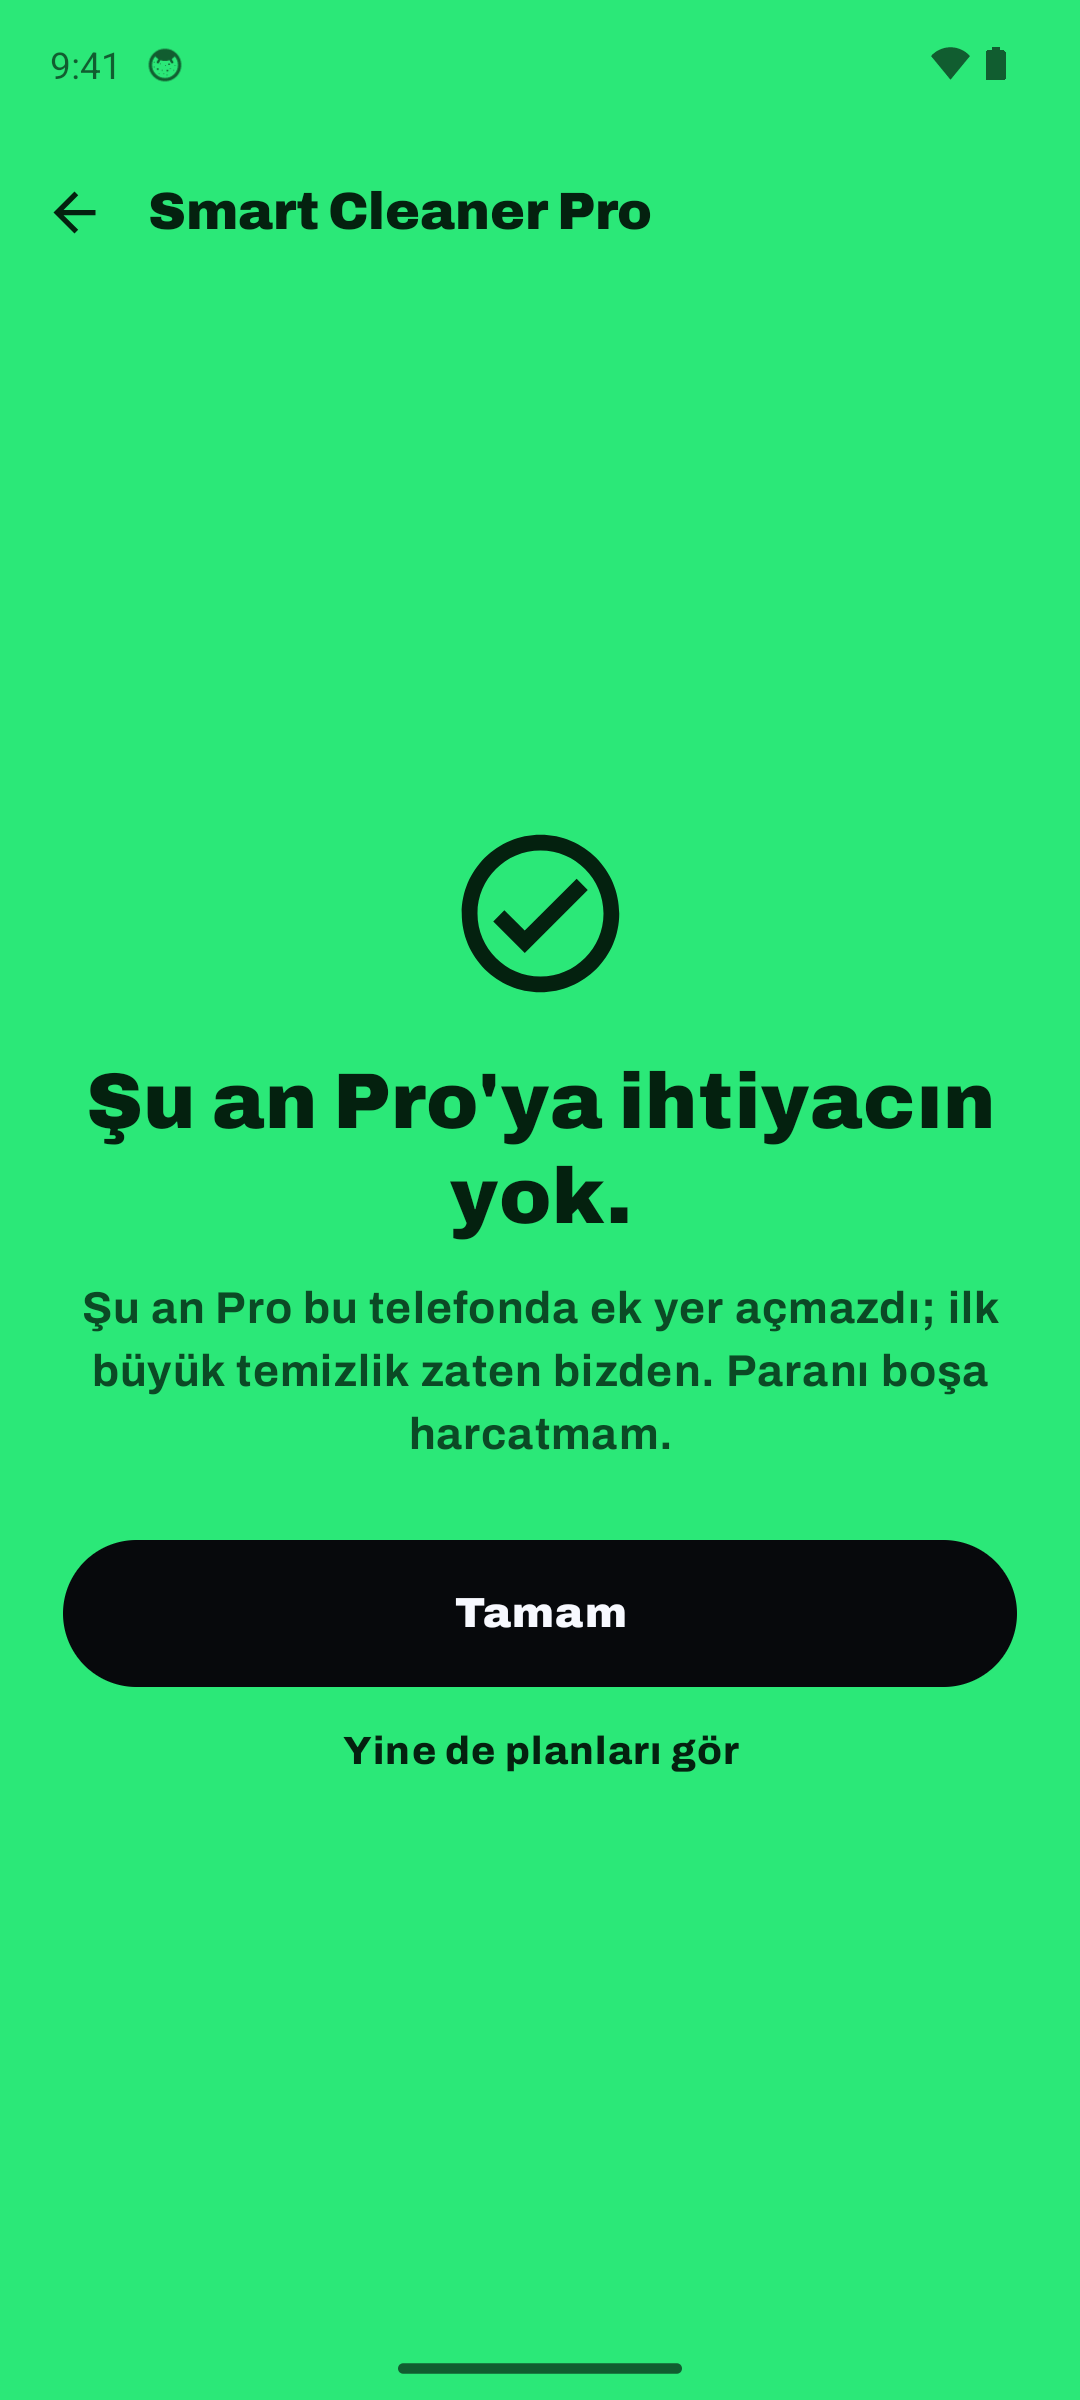 9:41
Smart Cleaner Pro
Şu an Pro'ya ihtiyacın
yok.
Şu an Pro bu telefonda ek yer açmazdı; ilk
büyük temizlik zaten bizden. Paranı boşa
harcatmam.
Tamam
Yine de planları gör